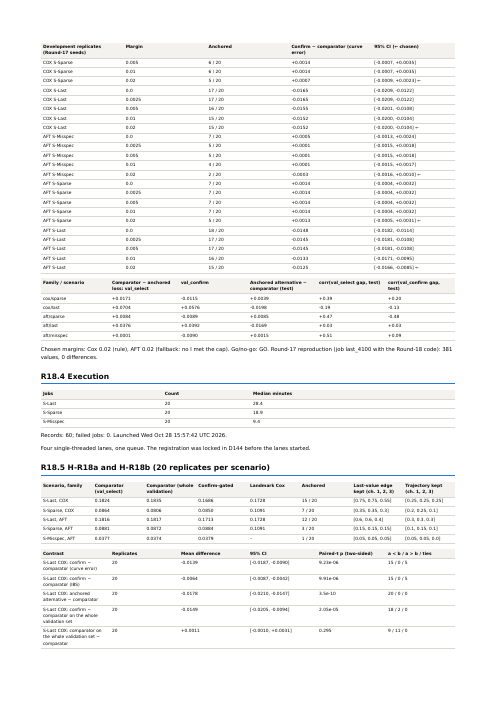 Development replicates (Round-17 seeds) Margin Anchored Confirm − comparator (curve error) 95% CI (← chosen)
COX S-Sparse 0.005 6 / 20 +0.0014 [-0.0007, +0.0035]
COX S-Sparse 0.01 6 / 20 +0.0014 [-0.0007, +0.0035]
COX S-Sparse 0.02 5 / 20 +0.0007 [-0.0009, +0.0023] ←
COX S-Last 0.0 17 / 20 -0.0165 [-0.0209, -0.0122]
COX S-Last 0.0025 17 / 20 -0.0165 [-0.0209, -0.0122]
COX S-Last 0.005 16 / 20 -0.0155 [-0.0201, -0.0108]
COX S-Last 0.01 15 / 20 -0.0152 [-0.0200, -0.0104]
COX S-Last 0.02 15 / 20 -0.0152 [-0.0200, -0.0104] ←
AFT S-Misspec 0.0 7 / 20 +0.0005 [-0.0013, +0.0024]
AFT S-Misspec 0.0025 5 / 20 +0.0001 [-0.0015, +0.0018]
AFT S-Misspec 0.005 5 / 20 +0.0001 [-0.0015, +0.0018]
AFT S-Misspec 0.01 4 / 20 +0.0001 [-0.0015, +0.0017]
AFT S-Misspec 0.02 2 / 20 -0.0003 [-0.0016, +0.0010] ←
AFT S-Sparse 0.0 7 / 20 +0.0014 [-0.0004, +0.0032]
AFT S-Sparse 0.0025 7 / 20 +0.0014 [-0.0004, +0.0032]
AFT S-Sparse 0.005 7 / 20 +0.0014 [-0.0004, +0.0032]
AFT S-Sparse 0.01 7 / 20 +0.0014 [-0.0004, +0.0032]
AFT S-Sparse 0.02 5 / 20 +0.0013 [-0.0005, +0.0031] ←
AFT S-Last 0.0 18 / 20 -0.0148 [-0.0182, -0.0114]
AFT S-Last 0.0025 17 / 20 -0.0145 [-0.0181, -0.0108]
AFT S-Last 0.005 17 / 20 -0.0145 [-0.0181, -0.0108]
AFT S-Last 0.01 16 / 20 -0.0133 [-0.0171, -0.0095]
AFT S-Last 0.02 15 / 20 -0.0125 [-0.0166, -0.0085] ←
Family / scenario Comparator − anchored loss: val_select val_confirm Anchored alternative − comparator (test) corr(val_select gap, test) corr(val_confirm gap, test)
cox/sparse +0.0171 -0.0115 +0.0039 +0.39 +0.20
cox/last +0.0704 +0.0576 -0.0198 -0.19 -0.13
aft/sparse +0.0084 -0.0089 +0.0085 +0.47 -0.48
aft/last +0.0376 +0.0392 -0.0169 +0.03 +0.03
aft/misspec +0.0001 -0.0090 +0.0015 +0.51 +0.09
Chosen margins: Cox 0.02 (rule), AFT 0.02 (fallback: no l met the cap). Go/no-go: GO. Round-17 reproduction (job last_4100 with the Round-18 code): 381
values, 0 differences.
R18.4 Execution
Jobs Count Median minutes
S-Last 20 28.4
S-Sparse 20 18.9
S-Misspec 20 9.4
Records: 60; failed jobs: 0. Launched Wed Oct 28 15:57:42 UTC 2026.
Four single-threaded lanes, one queue. The registration was locked in D144 before the lanes started.
R18.5 H-R18a and H-R18b (20 replicates per scenario)
Scenario, family Comparator (val_select) Comparator (whole validation) Confirm-gated Landmark Cox Anchored Last-value edge kept (ch. 1, 2, 3) Trajectory kept (ch. 1, 2, 3)
S-Last, COX 0.1824 0.1835 0.1686 0.1728 15 / 20 [0.75, 0.75, 0.55] [0.25, 0.25, 0.25]
S-Sparse, COX 0.0864 0.0806 0.0850 0.1091 7 / 20 [0.35, 0.35, 0.3] [0.2, 0.25, 0.1]
S-Last, AFT 0.1816 0.1817 0.1713 0.1728 12 / 20 [0.6, 0.6, 0.4] [0.3, 0.3, 0.3]
S-Sparse, AFT 0.0881 0.0872 0.0884 0.1091 3 / 20 [0.15, 0.15, 0.15] [0.1, 0.15, 0.1]
S-Misspec, AFT 0.0377 0.0374 0.0379 – 1 / 20 [0.05, 0.05, 0.05] [0.05, 0.05, 0.0]
Contrast Replicates Mean difference 95% CI Paired-t p (two-sided) a < b / a > b / ties
S-Last COX: confirm − comparator (curve error) 20 -0.0139 [-0.0187, -0.0090] 9.23e-06 15 / 0 / 5
S-Last COX: confirm − comparator (IBS) 20 -0.0064 [-0.0087, -0.0042] 9.91e-06 15 / 0 / 5
S-Last COX: anchored alternative − comparator 20 -0.0178 [-0.0210, -0.0147] 3.5e-10 20 / 0 / 0
S-Last COX: confirm − comparator on the whole validation set 20 -0.0149 [-0.0205, -0.0094] 2.05e-05 18 / 2 / 0
S-Last COX: comparator on the whole validation set − comparator 20 +0.0011 [-0.0010, +0.0031] 0.295 9 / 11 / 0